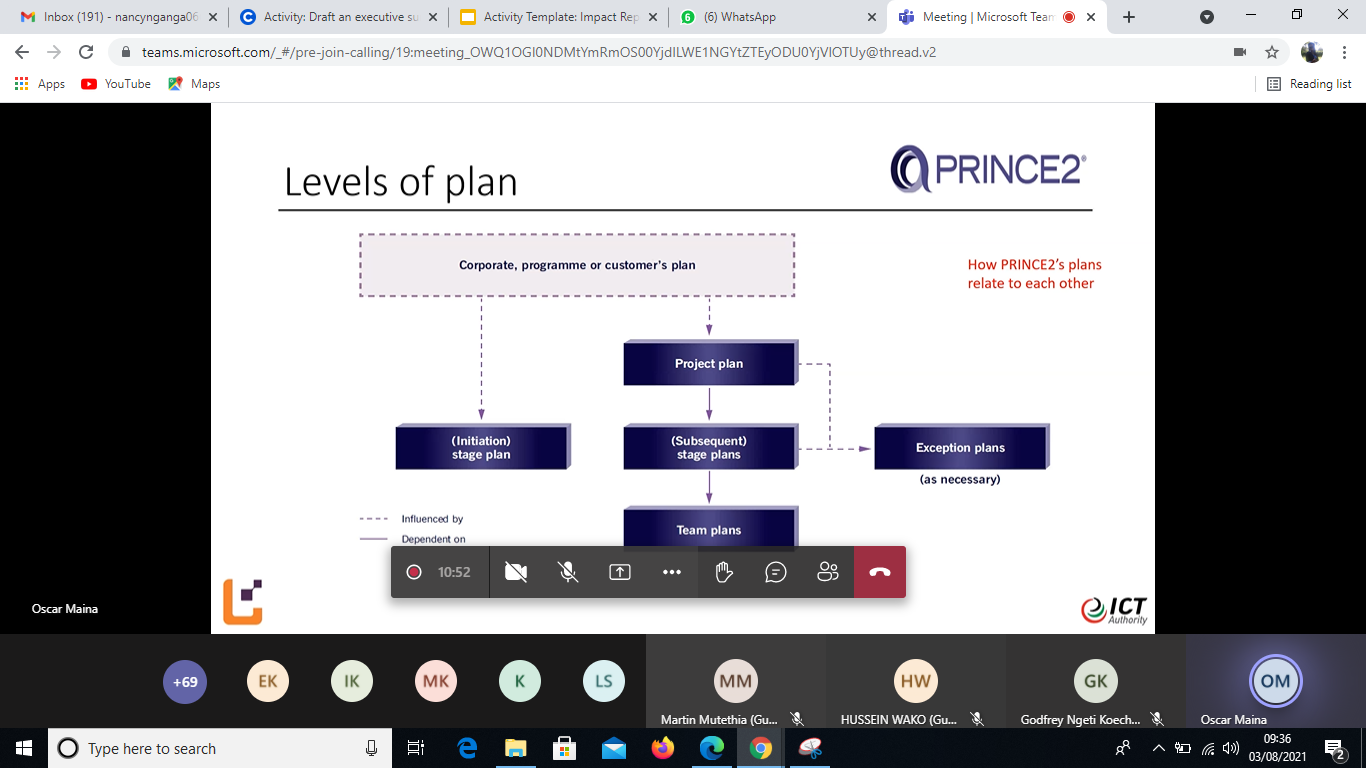 Inbox (191) - nancynganga06
Activity: Draft an executive su
Activity Template: Impact Rep
(6) WhatsApp
Meeting | Microsoft Team
teams.microsoft.com/_#/pre-join-calling/19:meeting_OWQ1OGI0NDMtYmRmOS00YjdlLWE1NGYtZTEyODU0YjVlOTUy@thread.v2
Apps
YouTube
Maps
Reading list
Levels of plan
PRINCE2®
Corporate, programme or customer's plan
How PRINCE2's plans
relate to each other
Project plan
(Initiation)
stage plan
(Subsequent)
stage plans
Exception plans
(as necessary)
Team plans
Influenced by
Dependent on
10:52
Oscar Maina
ICT
Authority
+69
EK
IK
MK
K
LS
MM
HW
GK
OM
Martin Mutethia (Gu...
HUSSEIN WAKO (Gu...
Godfrey Ngeti Koech...
Oscar Maina
Type here to search
09:36
03/08/2021
2